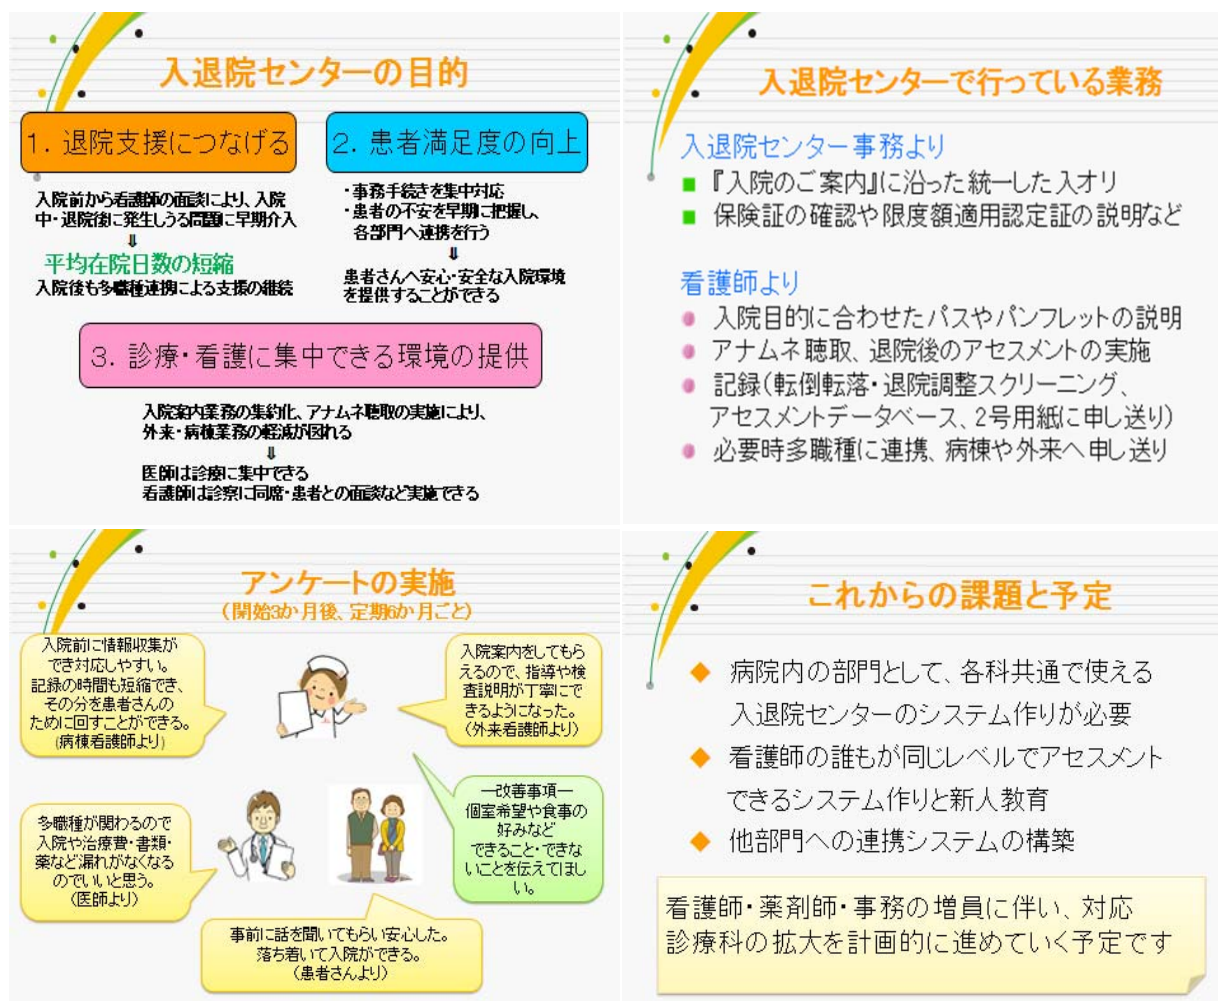 入退院センターの目的
1. 退院支援につなげる
入院前から看護師の面談により、入院
中・退院後に発生しうる問題に早期介入
⇓
平均在院日数の短縮
入院後も多職種連携による支援の継続
2. 患者満足度の向上
・事務手続きを集中対応
・患者の不安を早期に把握し、
各部門へ連携を行う
⇓
患者さんへ安心・安全な入院環境
を提供することができる
3. 診療・看護に集中できる環境の提供
入院案内業務の集約化、アナムネ聴取の実施により、
外来・病棟業務の軽減が図れる
⇓
医師は診療に集中できる
看護師は診察に同席・患者との面談など実施できる
入退院センターで行っている業務
入退院センター事務より
『入院のご案内』に沿った統一した入オリ
保険証の確認や限度額適用認定証の説明など
看護師より
入院目的に合わせたパスやパンフレットの説明
アナムネ聴取、退院後のアセスメントの実施
記録(転倒転落・退院調整スクリーニング、
アセスメントデータベース、2号用紙に申し送り)
必要時多職種に連携、病棟や外来へ申し送り
アンケートの実施
(開始3か月後、定期6か月ごと)
入院前に情報収集が
でき対応しやすい。
記録の時間も短縮でき、
その分を患者さんの
ために回すことができる。
(病棟看護師より)
入院案内をしてもら
えるので、指導や検
査説明が丁寧にで
きるようになった。
(外来看護師より)
多職種が関わるので
入院や治療費・書類・
薬など漏れがなくなる
のでいいと思う。
(医師より)
―改善事項―
個室希望や食事の
好みなど
できること・できな
いことを伝えてほし
い。
事前に話を聞いてもらい安心した。
落ち着いて入院ができる。
(患者さんより)
これからの課題と予定
病院内の部門として、各科共通で使える
入退院センターのシステム作りが必要
看護師の誰もが同じレベルでアセスメント
できるシステム作りと新人教育
他部門への連携システムの構築
看護師・薬剤師・事務の増員に伴い、対応
診療科の拡大を計画的に進めていく予定です